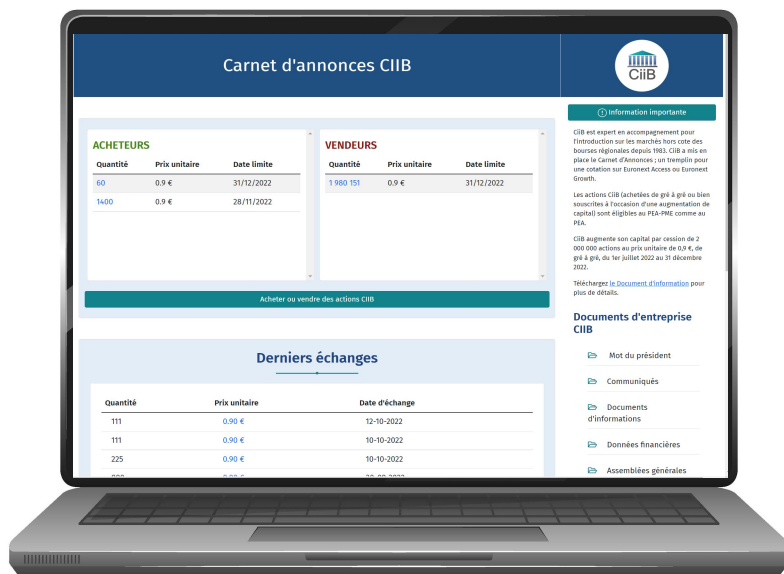 Carnet d'annonces CIIB
CiiB
ACHETEURS
Quantité Prix unitaire Date limite
60 0.9 € 31/12/2022
1400 0.9 € 28/11/2022
VENDEURS
Quantité Prix unitaire Date limite
1 980 151 0.9 € 31/12/2022
Acheter ou vendre des actions CIIB
Derniers échanges
Quantité Prix unitaire Date d'échange
111 0.90 € 12-10-2022
111 0.90 € 10-10-2022
225 0.90 € 10-10-2022
Information importante
CiiB est expert en accompagnement pour
l'introduction sur les marchés hors cote des
bourses régionales depuis 1983. CiiB a mis en
place le Carnet d'Annonces ; un tremplin pour
une cotation sur Euronext Access ou Euronext
Growth.
Les actions CiiB (achetées de gré à gré ou bien
souscrites à l'occasion d'une augmentation de
capital) sont éligibles au PEA-PME comme au
PEA.
CiiB augmente son capital par cession de 2
000 000 actions au prix unitaire de 0,9 €, de
gré à gré, du 1er juillet 2022 au 31 décembre
2022.
Téléchargez le Document d'information pour
plus de détails.
Documents d'entreprise
CIIB
Mot du président
Communiqués
Documents
d'informations
Données financières
Assemblées générales